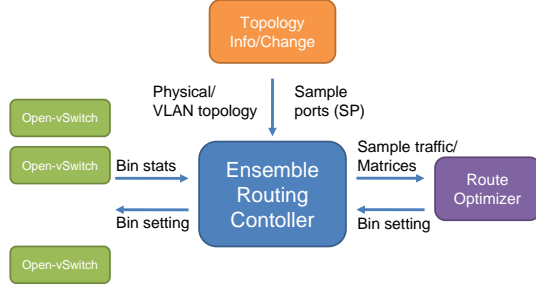 Topology
Info/Change
Physical/
VLAN topology
Sample
ports (SP)
Open-vSwitch
Open-vSwitch
Bin stats
Bin setting
Open-vSwitch
Ensemble
Routing
Contoller
Sample traffic/
Matrices
Bin setting
Route
Optimizer